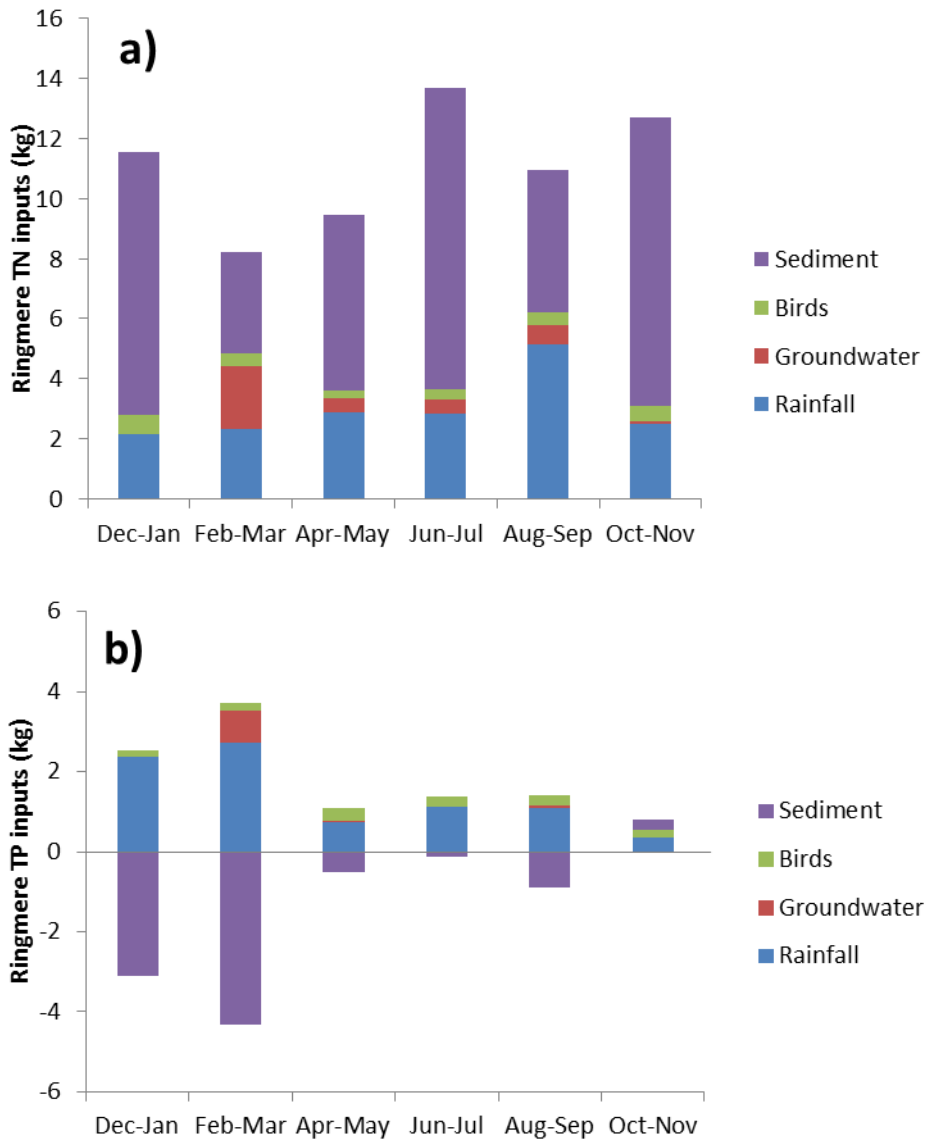 a)
Ringmere TN inputs (kg)
16
14
12
10
8
6
4
2
0
Dec-Jan Feb-Mar Apr-May Jun-Jul Aug-Sep Oct-Nov
Sediment
Birds
Groundwater
Rainfall
b)
Ringmere TP inputs (kg)
6
4
2
0
-2
-4
-6
Dec-Jan Feb-Mar Apr-May Jun-Jul Aug-Sep Oct-Nov
Sediment
Birds
Groundwater
Rainfall